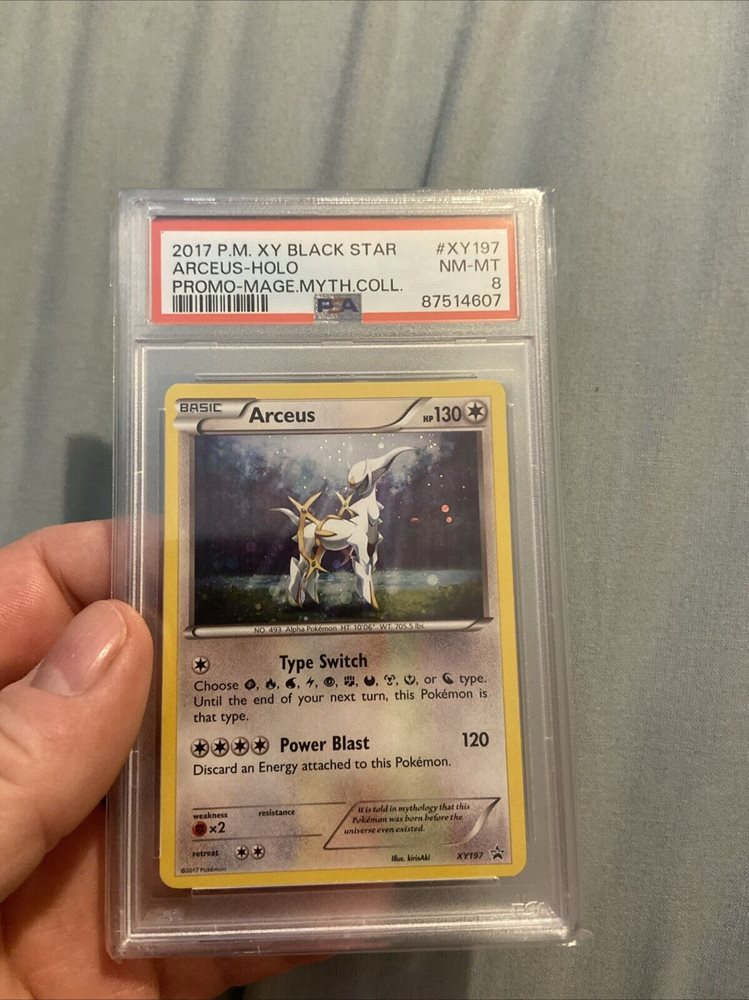 2017 P.M. XY BLACK STAR #XY197
ARCEUS-HOLO NM-MT
PROMO-MAGE.MYTH.COLL. 8
PSA 87514607
BASIC Arceus HP 130
NO. 493 Alpha Pokémon HT: 10'06" WT: 705.5 lbs.
Type Switch
Choose , , , , , , , , , or type.
Until the end of your next turn, this Pokémon is
that type.
Power Blast 120
Discard an Energy attached to this Pokémon.
weakness resistance
×2
retreat
It is told in mythology that this
Pokémon was born before the
universe even existed.
Illus. kirisAki XY197
©2017 Pokémon
PSA